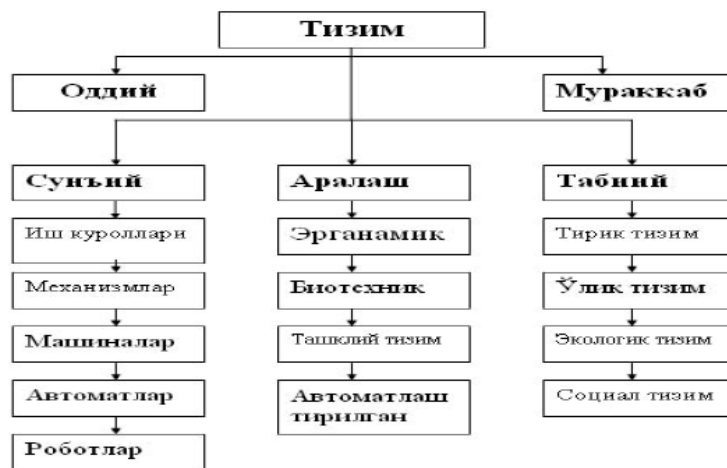 Тизим
Оддий
Мураккаб
Сунъий
Аралаш
Табиий
Иш куроллари
Эрганамик
Тирик тизим
Механизмлар
Биотехник
Ўлик тизим
Машиналар
Ташклий тизим
Экологик тизим
Автоматлар
Автоматлаш
тирилган
Социал тизим
Роботлар